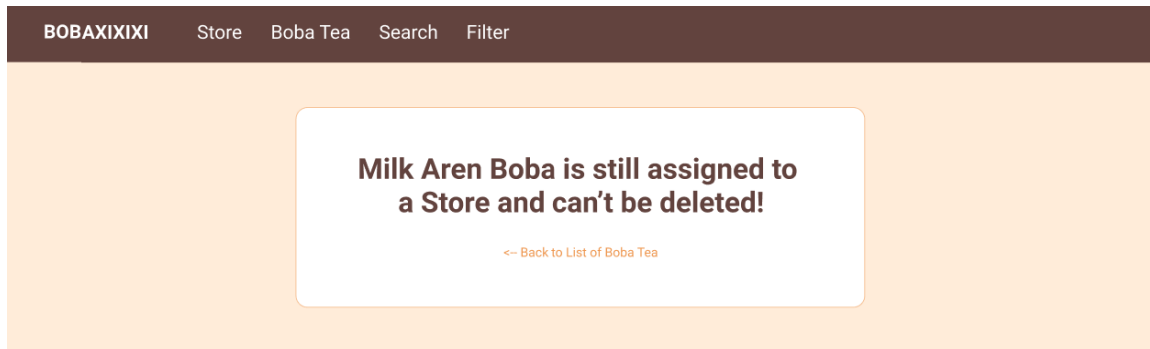 BOBAXIXIXI Store Boba Tea Search Filter
Milk Aren Boba is still assigned to
a Store and can’t be deleted!
<-- Back to List of Boba Tea